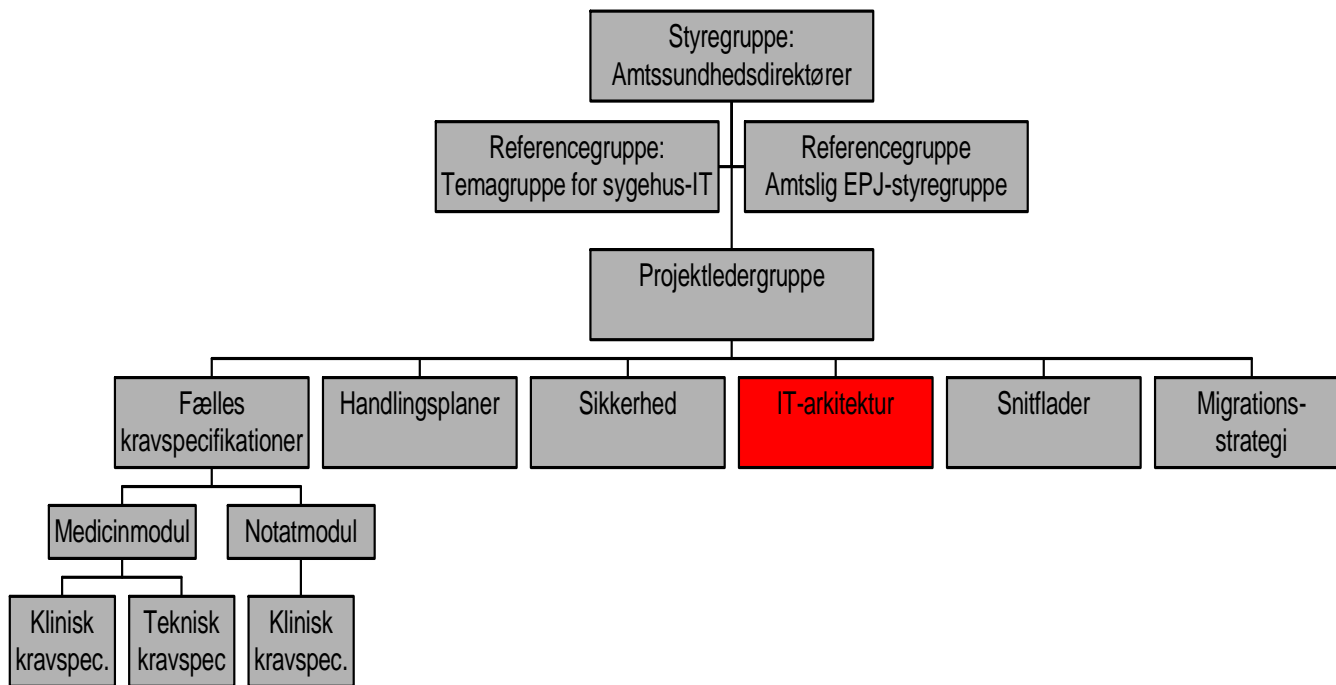 Styregruppe:
Amtssundhedsdirektører
Referencegruppe:
Temagruppe for sygehus-IT
Referencegruppe
Amtslig EPJ-styregruppe
Projektledergruppe
Fælles
kravspecifikationer
Handlingsplaner
Sikkerhed
IT-arkitektur
Snitflader
Migrations-
strategi
Medicinmodul
Notatmodul
Klinisk
kravspec.
Teknisk
kravspec
Klinisk
kravspec.